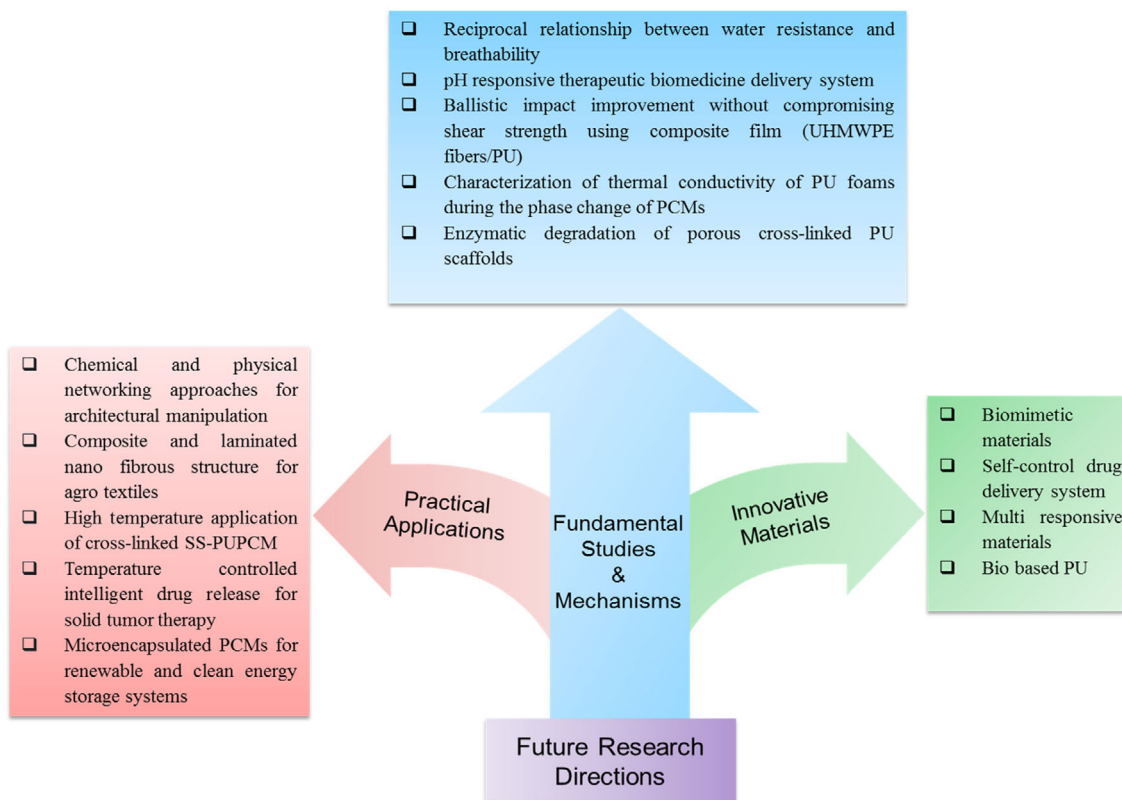 ❑ Reciprocal relationship between water resistance and
breathability
❑ pH responsive therapeutic biomedicine delivery system
❑ Ballistic impact improvement without compromising
shear strength using composite film (UHMWPE
fibers/PU)
❑ Characterization of thermal conductivity of PU foams
during the phase change of PCMs
❑ Enzymatic degradation of porous cross-linked PU
scaffolds
❑ Chemical and physical
networking approaches for
architectural manipulation
❑ Composite and laminated
nano fibrous structure for
agro textiles
❑ High temperature application
of cross-linked SS-PUPCM
❑ Temperature controlled
intelligent drug release for
solid tumor therapy
❑ Microencapsulated PCMs for
renewable and clean energy
storage systems
Practical
Applications
Fundamental
Studies
&
Mechanisms
Innovative
Materials
❑ Biomimetic
materials
❑ Self-control drug
delivery system
❑ Multi responsive
materials
❑ Bio based PU
Future Research
Directions